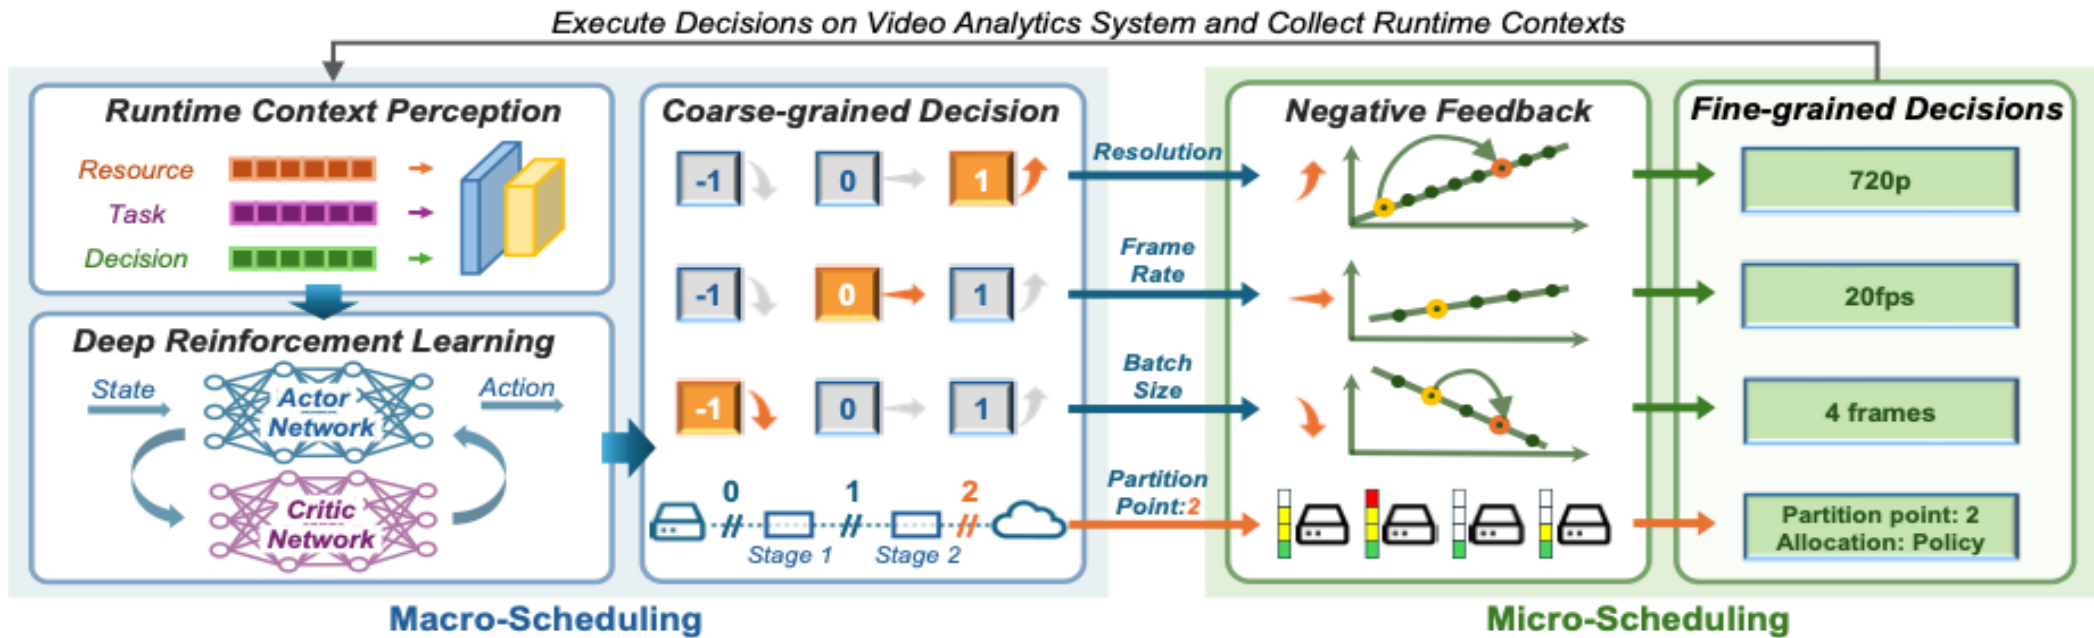 Execute Decisions on Video Analytics System and Collect Runtime Contexts
Runtime Context Perception
Resource
Task
Decision
Deep Reinforcement Learning
State
Actor
Network
Action
Critic
Network
Coarse-grained Decision
-1 0 1
-1 0 1
-1 0 1
0 1 2
Stage 1 Stage 2
Macro-Scheduling
Resolution
Frame
Rate
Batch
Size
Partition
Point:2
Negative Feedback
Fine-grained Decisions
720p
20fps
4 frames
Partition point: 2
Allocation: Policy
Micro-Scheduling